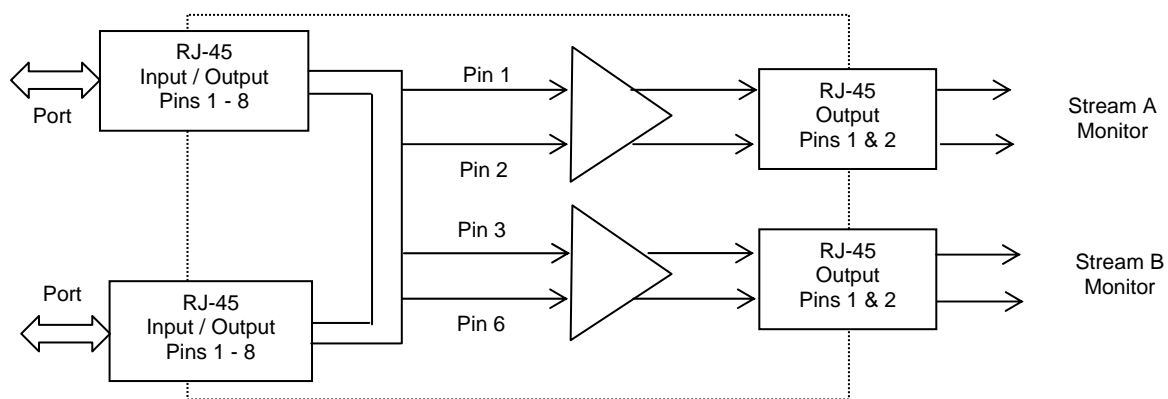 RJ-45
Input / Output
Pins 1 - 8
Port
Pin 1
Pin 2
RJ-45
Output
Pins 1 & 2
Stream A
Monitor
Port
RJ-45
Input / Output
Pins 1 - 8
Pin 3
Pin 6
RJ-45
Output
Pins 1 & 2
Stream B
Monitor